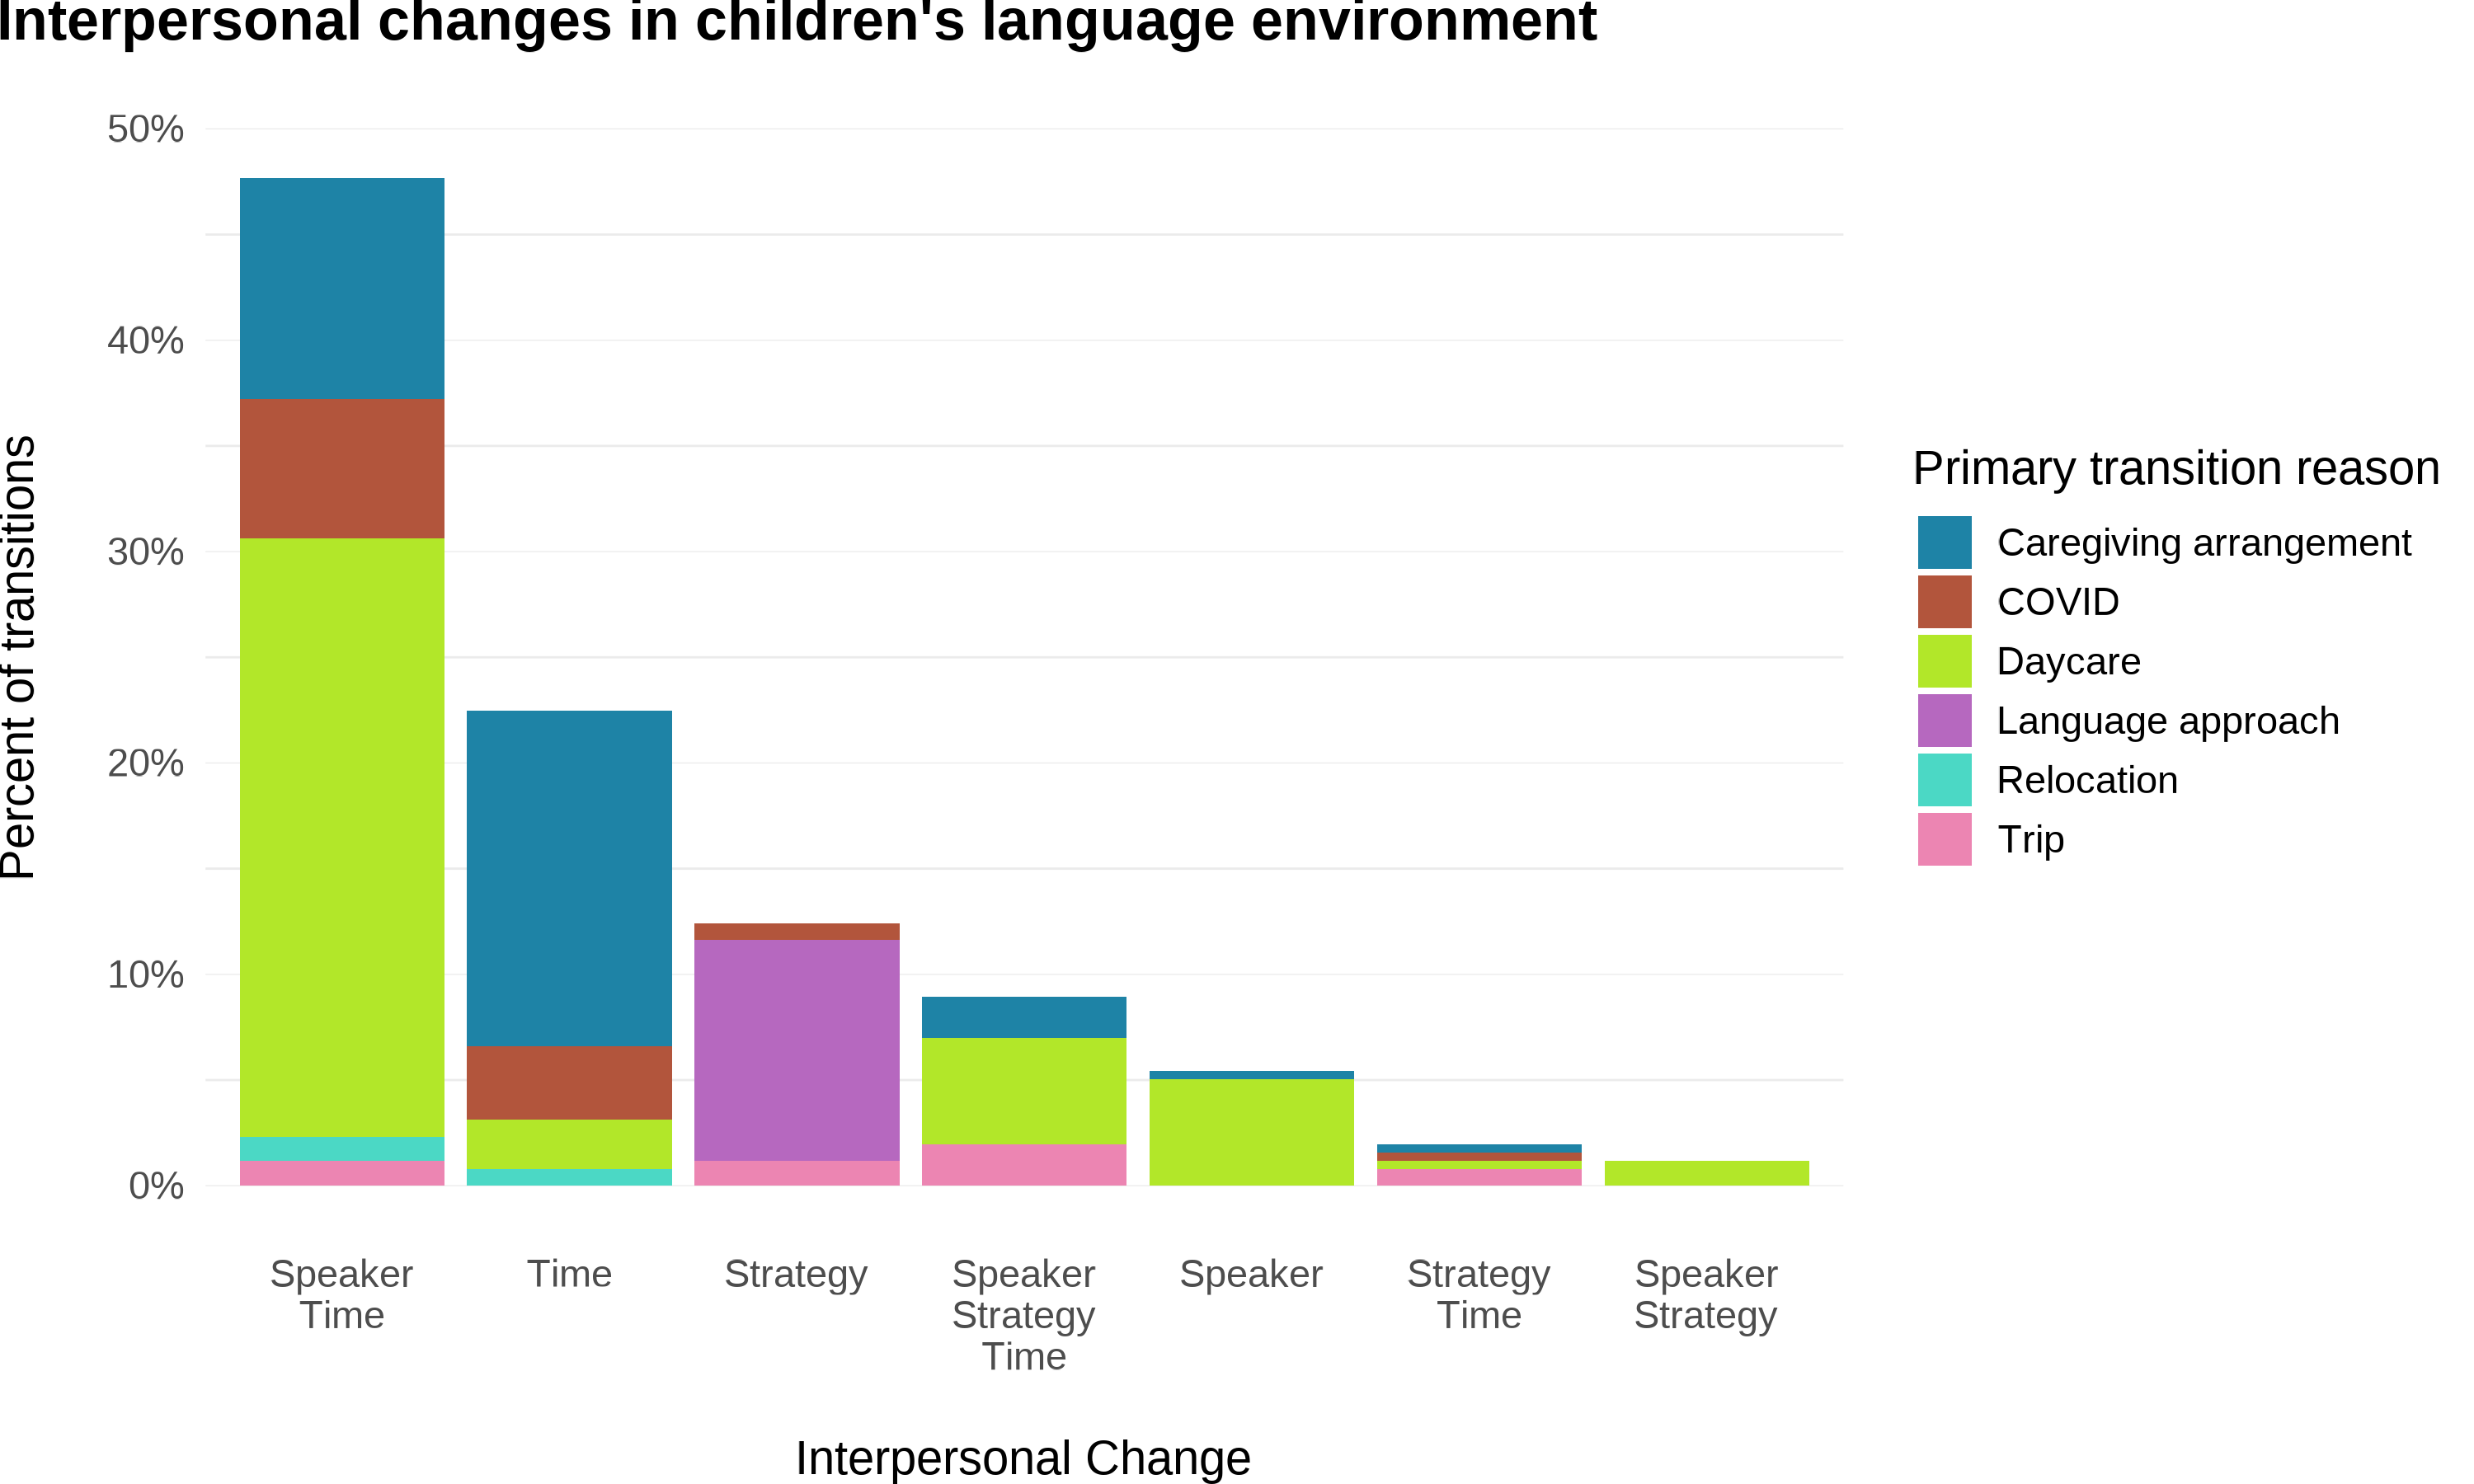 Interpersonal changes in children's language environment
50%
40%
30%
20%
10%
0%
Percent of transitions
Speaker
Time
Time
Strategy
Speaker
Strategy
Time
Speaker
Strategy
Time
Speaker
Strategy
Interpersonal Change
Primary transition reason
Caregiving arrangement
COVID
Daycare
Language approach
Relocation
Trip